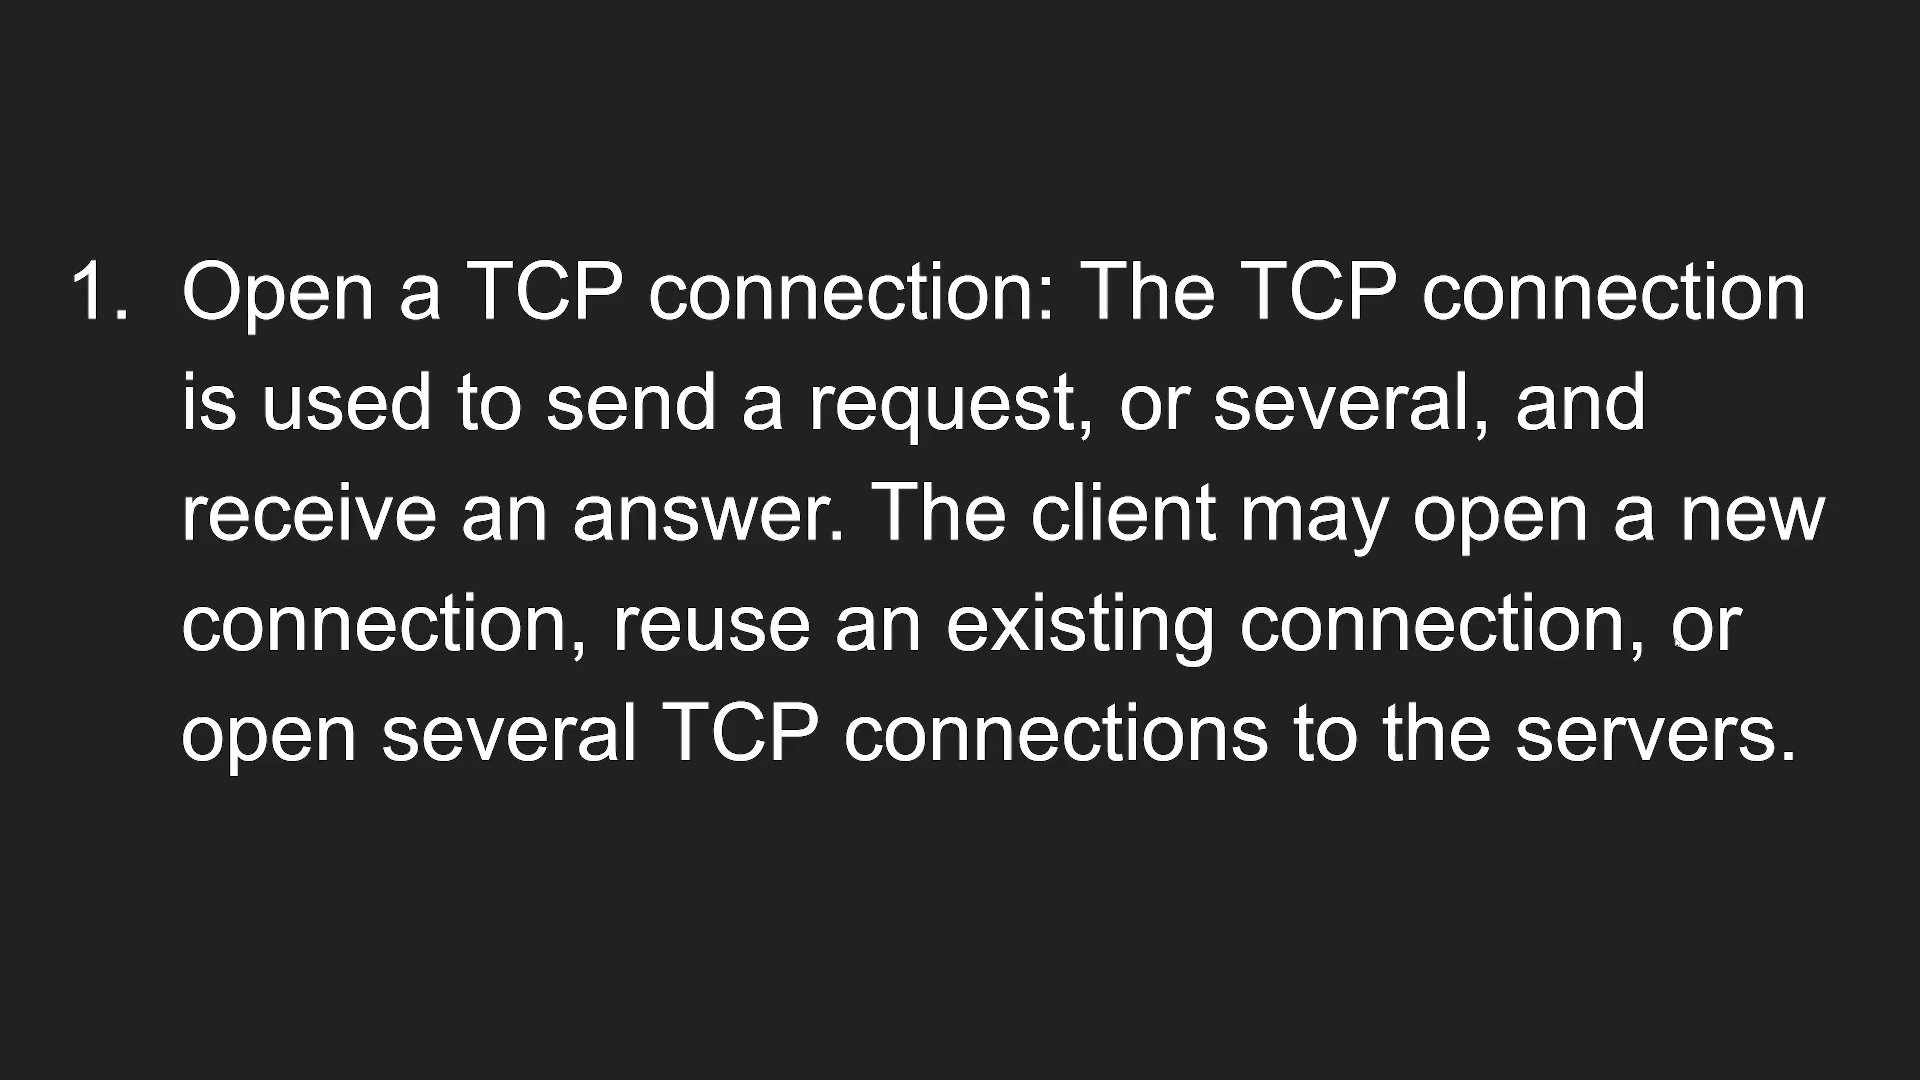 1. Open a TCP connection: The TCP connection
is used to send a request, or several, and
receive an answer. The client may open a new
connection, reuse an existing connection, or
open several TCP connections to the servers.